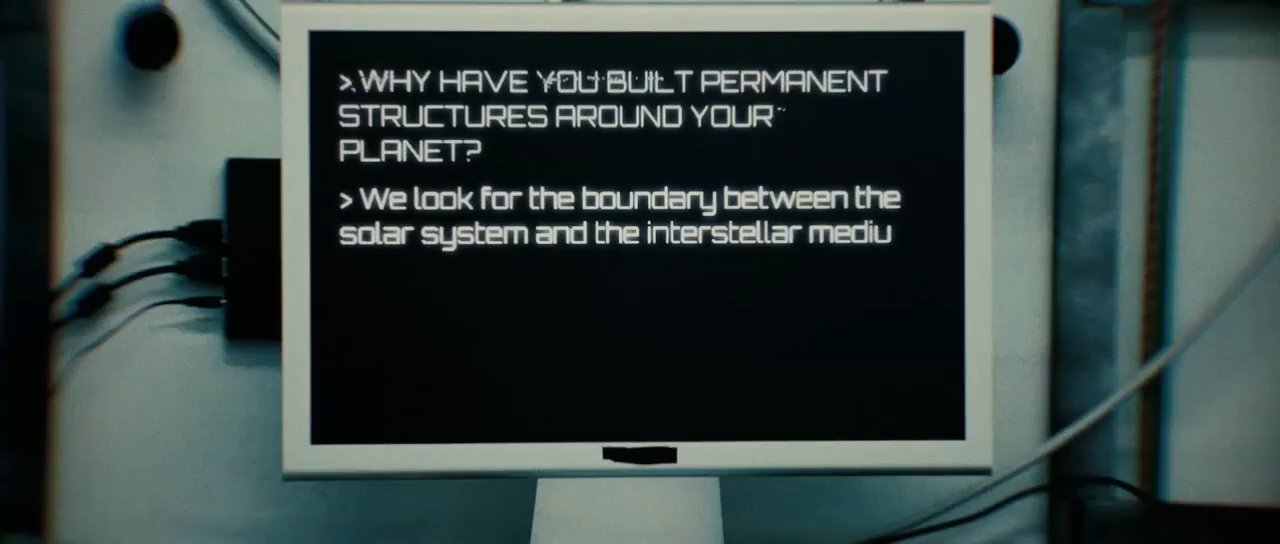 >.WHY HAVE YOU BUILT PERMANENT
STRUCTURES AROUND YOUR
PLANET?
> We look for the boundary between the
solar system and the interstellar mediu